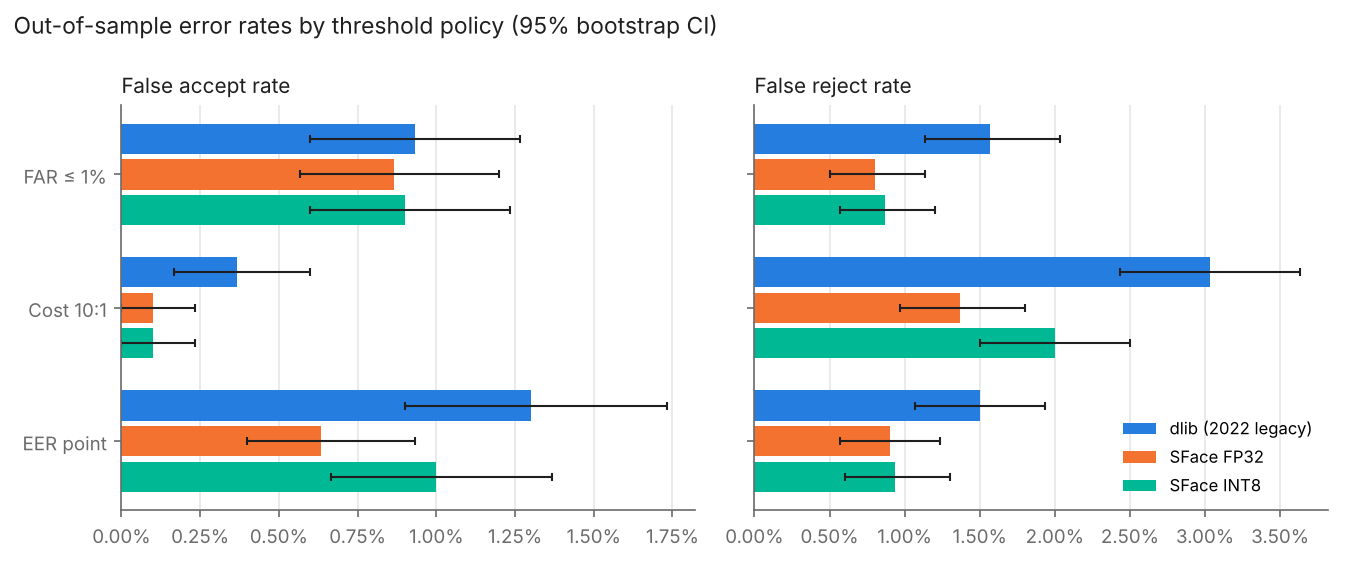 Out-of-sample error rates by threshold policy (95% bootstrap CI)
False accept rate
False reject rate
FAR ≤ 1%
Cost 10:1
EER point
dlib (2022 legacy)
SFace FP32
SFace INT8
0.00% 0.25% 0.50% 0.75% 1.00% 1.25% 1.50% 1.75%
0.00% 0.50% 1.00% 1.50% 2.00% 2.50% 3.00% 3.50%